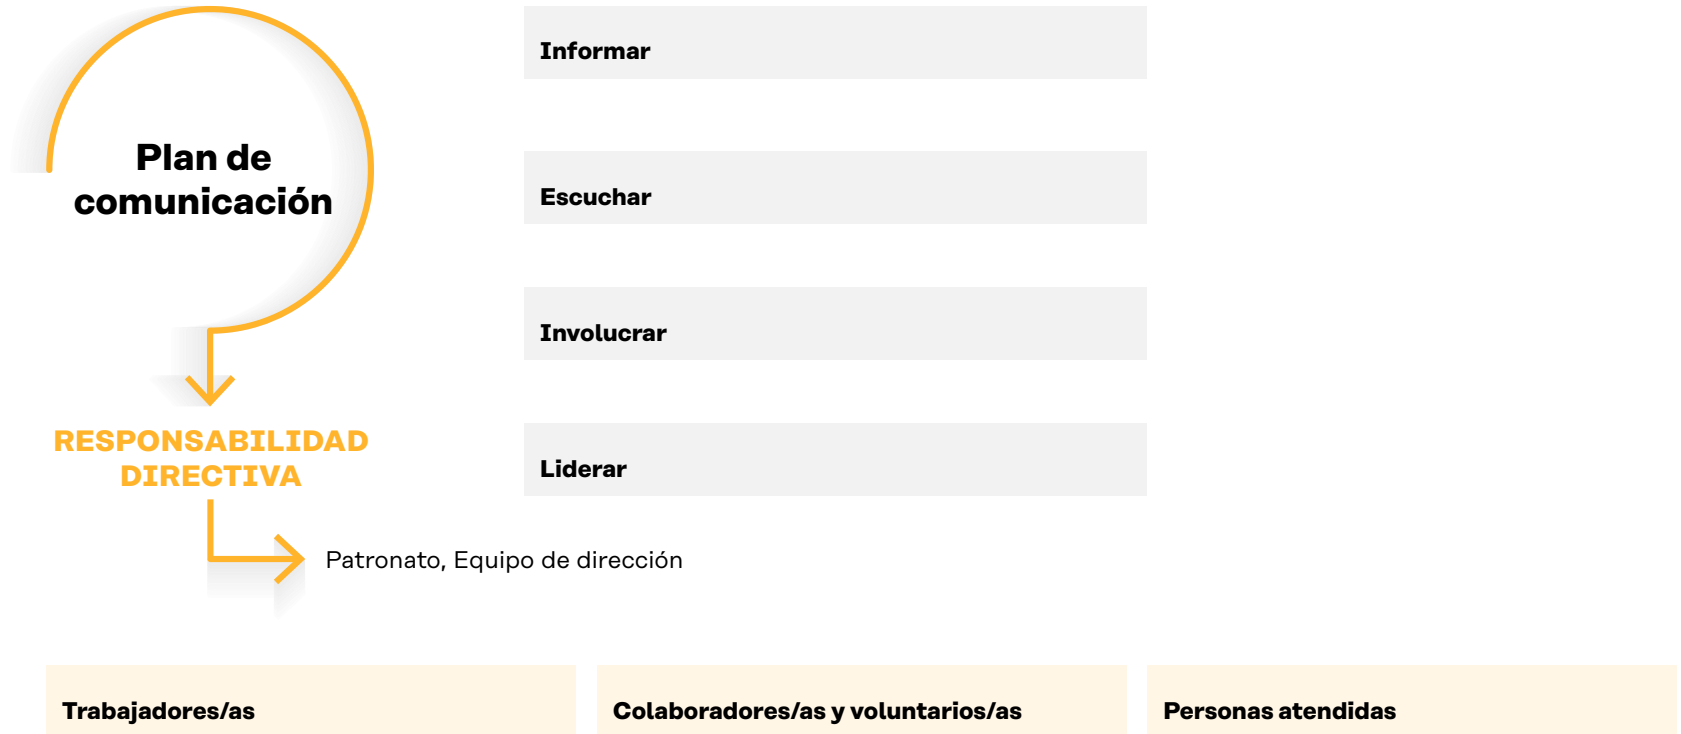 Plan de
comunicación
RESPONSABILIDAD
DIRECTIVA
Patronato, Equipo de dirección
Informar
Escuchar
Involucrar
Liderar
Trabajadores/as
Colaboradores/as y voluntarios/as
Personas atendidas